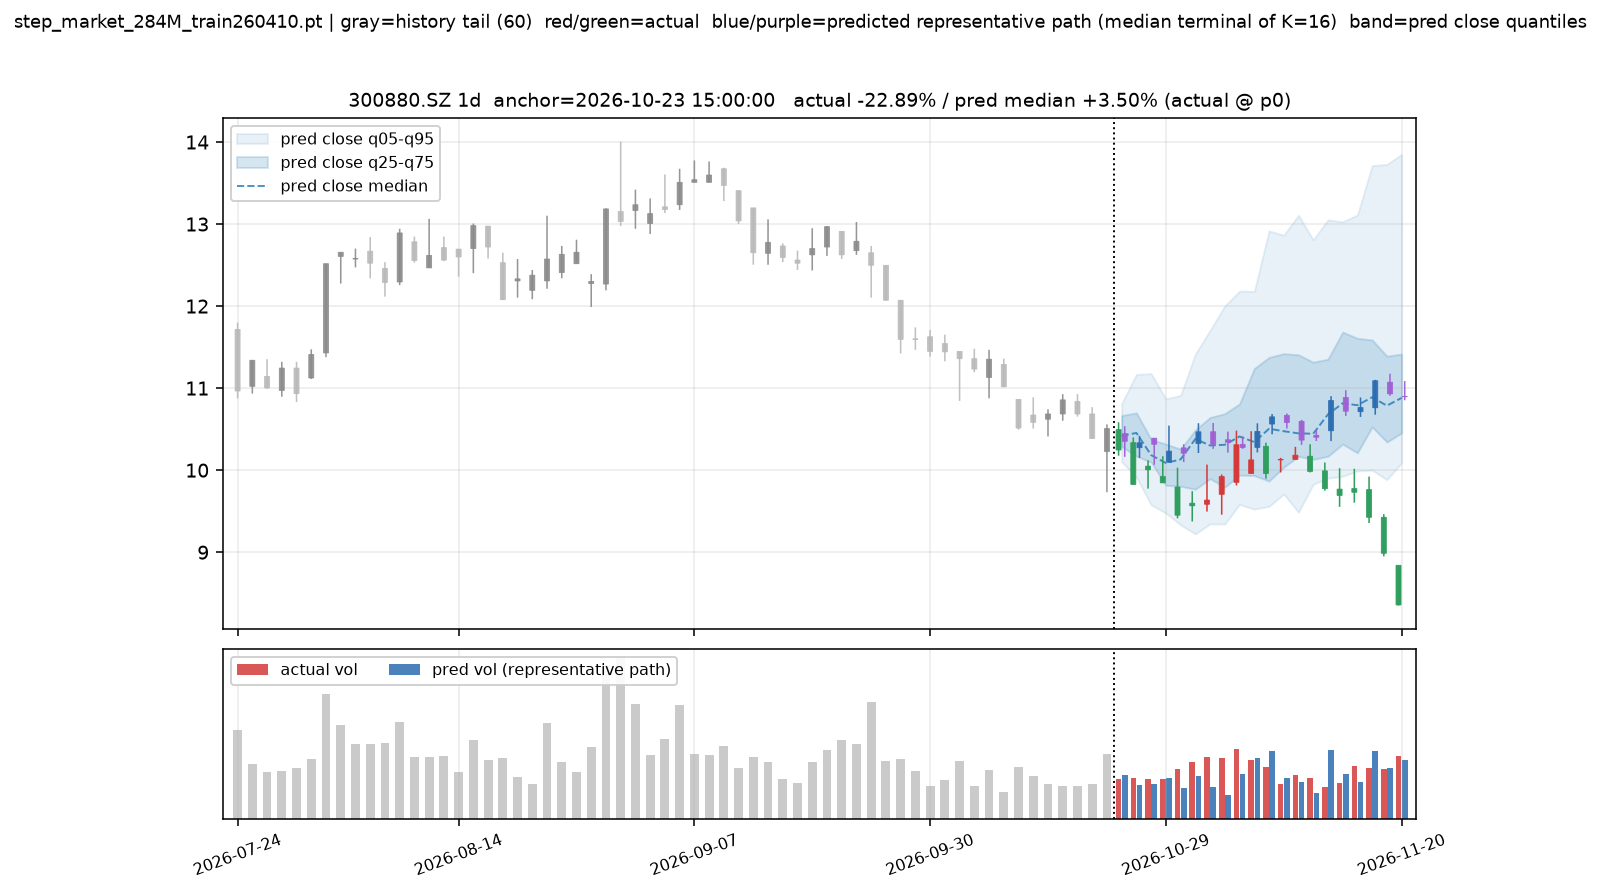 step_market_284M_train260410.pt | gray=history tail (60)  red/green=actual  blue/purple=predicted representative path (median terminal of K=16)  band=pred close quantiles
300880.SZ 1d  anchor=2026-10-23 15:00:00   actual -22.89% / pred median +3.50% (actual @ p0)
pred close q05-q95
pred close q25-q75
pred close median
14
13
12
11
10
9
actual vol
pred vol (representative path)
2026-07-24
2026-08-14
2026-09-07
2026-09-30
2026-10-29
2026-11-20